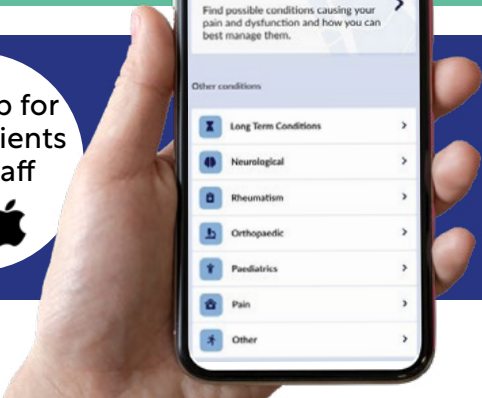 Find possible conditions causing your
pain and dysfunction and how you can
best manage them.
Other conditions
Long Term Conditions
Neurological
Rheumatism
Orthopaedic
Paediatrics
Pain
Other
p for
ients
aff